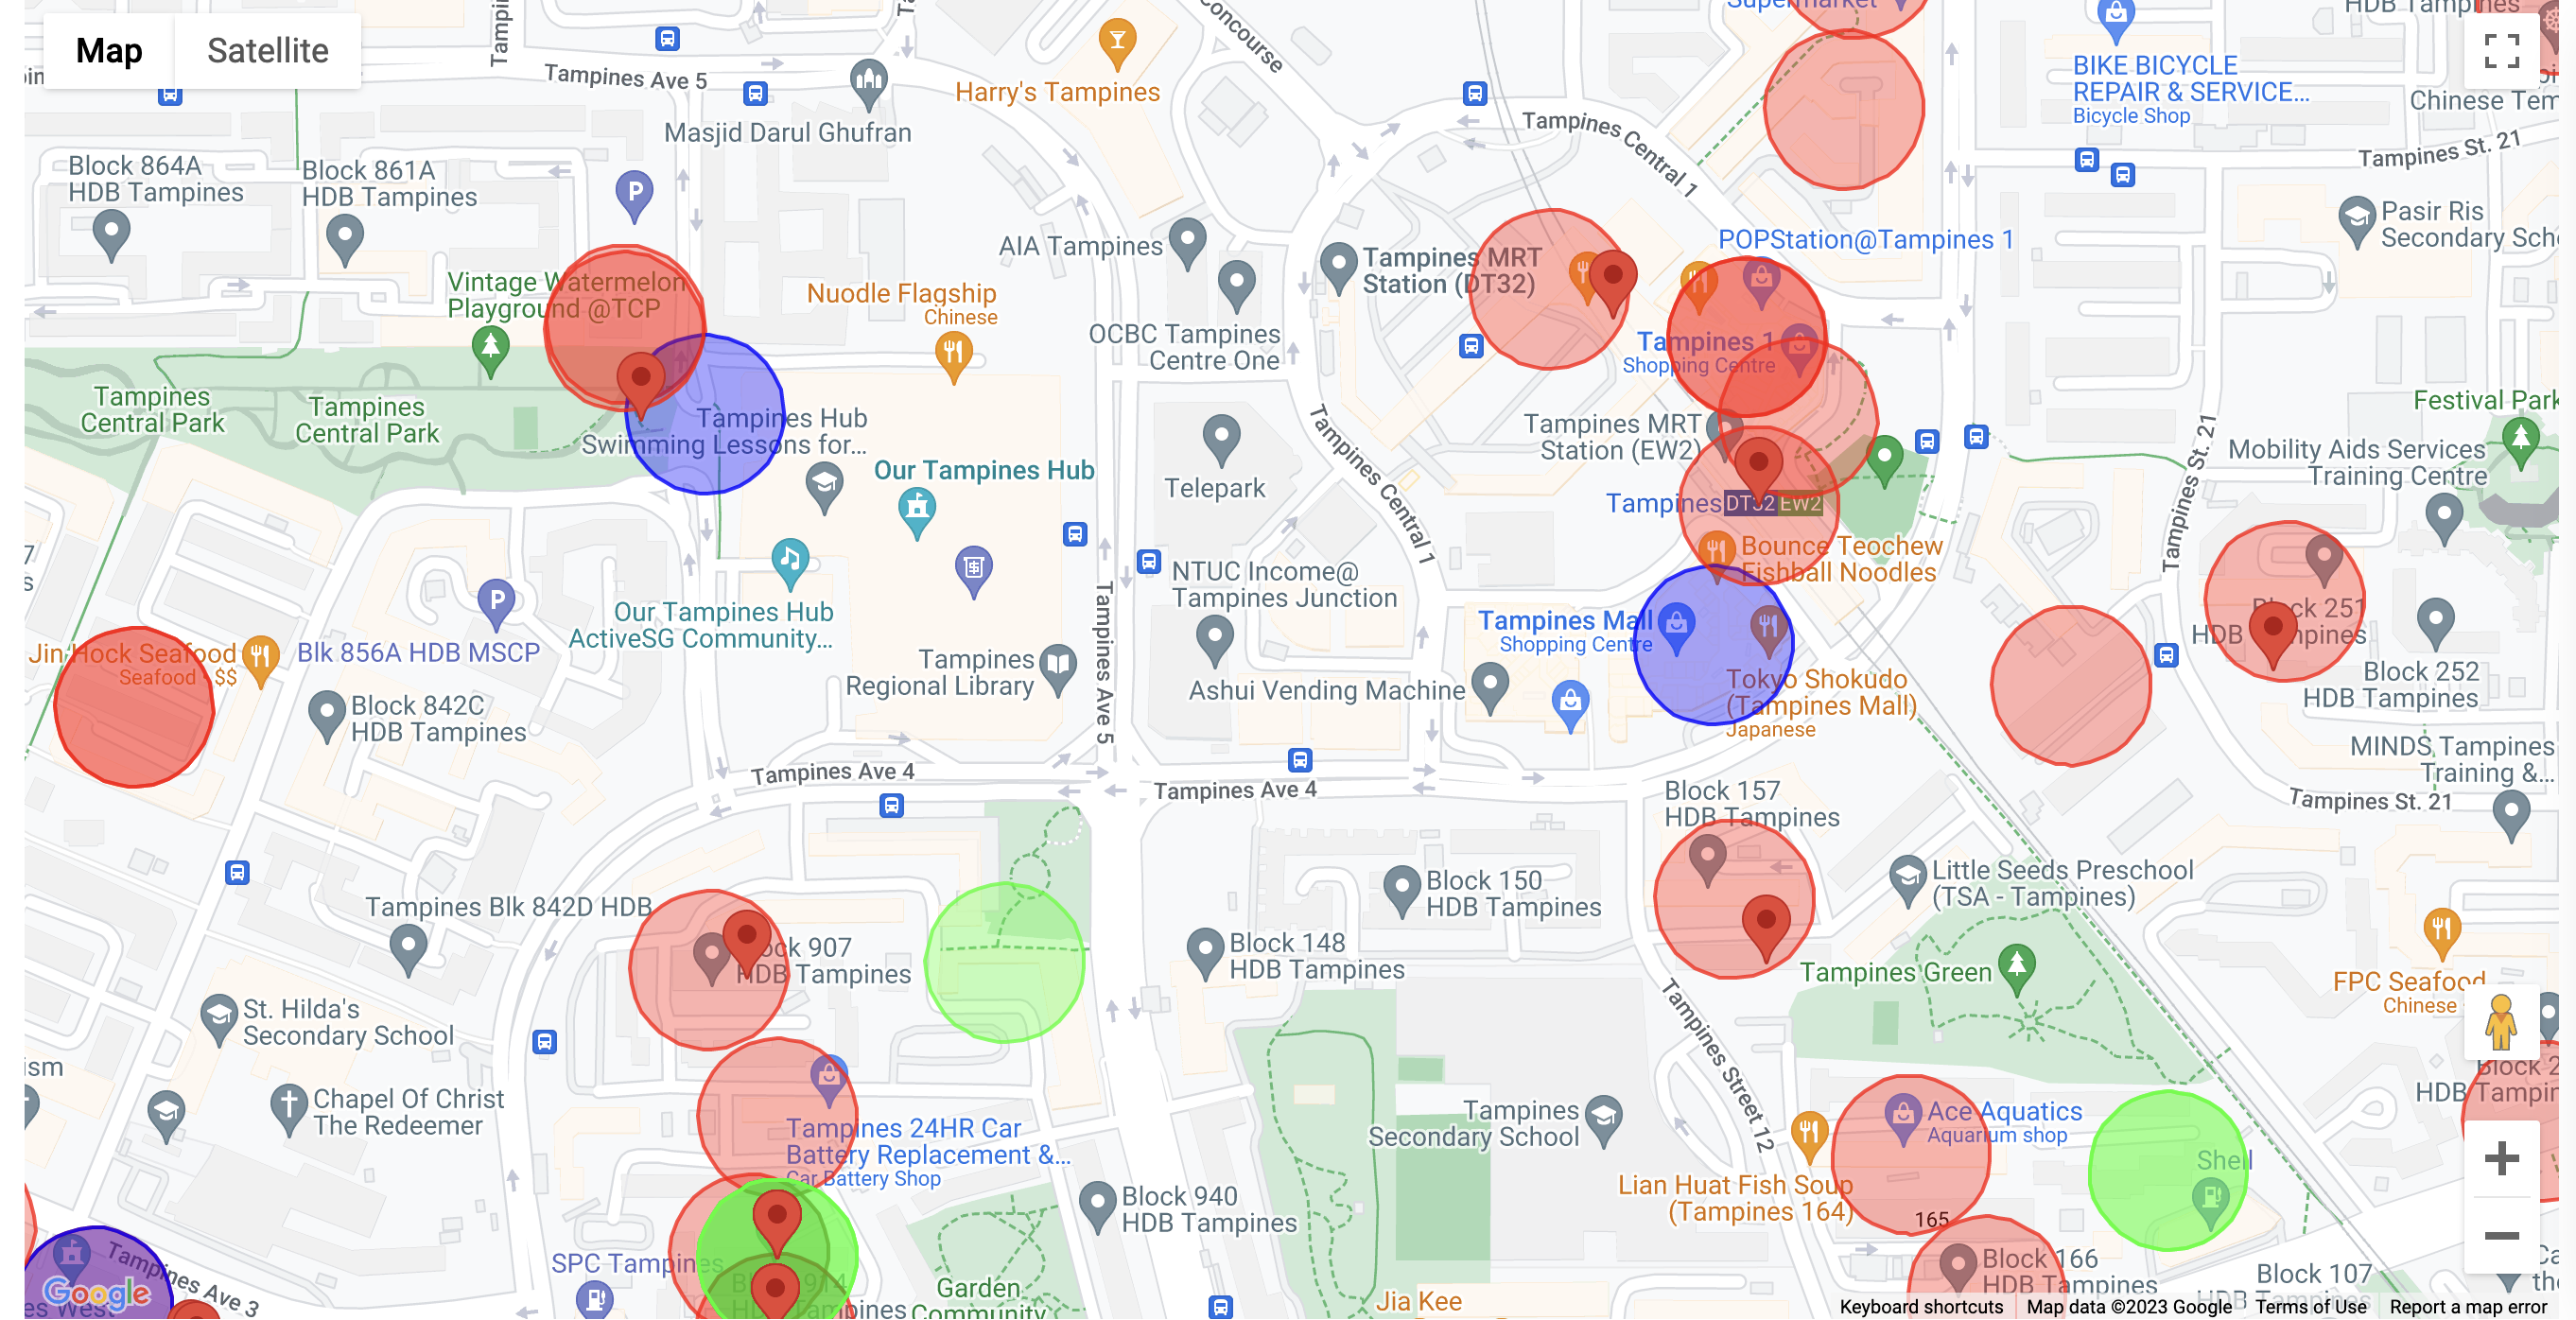 Map
Satellite
Tampines Ave 5
Masjid Darul Ghufran
Harry's Tampines
Concourse
Supermarket
BIKE BICYCLE
REPAIR & SERVICE...
Bicycle Shop
HDB Tampines
Chinese Tem
Tampines St. 21
Tampines Central 1
Block 864A
HDB Tampines
Block 861A
HDB Tampines
P
Pasir Ris
Secondary Sch
AIA Tampines
Tampines MRT
Station (DT32)
POPStation@Tampines 1
Vintage Watermelon
Playground @TCP
Nuodle Flagship
Chinese
OCBC Tampines
Centre One
Tampines 1
Shopping Centre
Tampines
Central Park
Tampines
Central Park
Tampines Hub
Swimming Lessons for...
Our Tampines Hub
Telepark
Tampines Central 1
Tampines MRT
Station (EW2)
Tampines
DT32 EW2
Festival Park
Mobility Aids Services
Training Centre
Tampines St. 21
Bounce Teochew
Fishball Noodles
NTUC Income@
Tampines Junction
Tampines Ave 5
Our Tampines Hub
ActiveSG Community...
P
Blk 856A HDB MSCP
Jin Hock Seafood
Seafood · $$
Tampines
Regional Library
Tampines Mall
Shopping Centre
Ashui Vending Machine
Tokyo Shokudo
(Tampines Mall)
Japanese
Block 251
HDB Tampines
Block 252
HDB Tampines
Block 842C
HDB Tampines
MINDS Tampines
Training &...
Tampines St. 21
Tampines Ave 4
Tampines Ave 4
Block 157
HDB Tampines
Block 150
HDB Tampines
Little Seeds Preschool
(TSA - Tampines)
Tampines Blk 842D HDB
Block 907
HDB Tampines
Block 148
HDB Tampines
Tampines Green
FPC Seafood
Chinese
St. Hilda's
Secondary School
Tampines Street 12
ism
Chapel Of Christ
The Redeemer
Tampines 24HR Car
Battery Replacement &...
Car Battery Shop
Tampines
Secondary School
Ace Aquatics
Aquarium shop
Block 2
HDB Tampin
Shell
Lian Huat Fish Soup
(Tampines 164)
165
Block 940
HDB Tampines
Tampines Ave 3
SPC Tampines
Block 914
HDB Tampines
Garden
Community
Block 166
HDB Tampines
Block 107
HDB Tampines
Google
es West
Jia Kee
Keyboard shortcuts
Map data ©2023 Google
Terms of Use
Report a map error